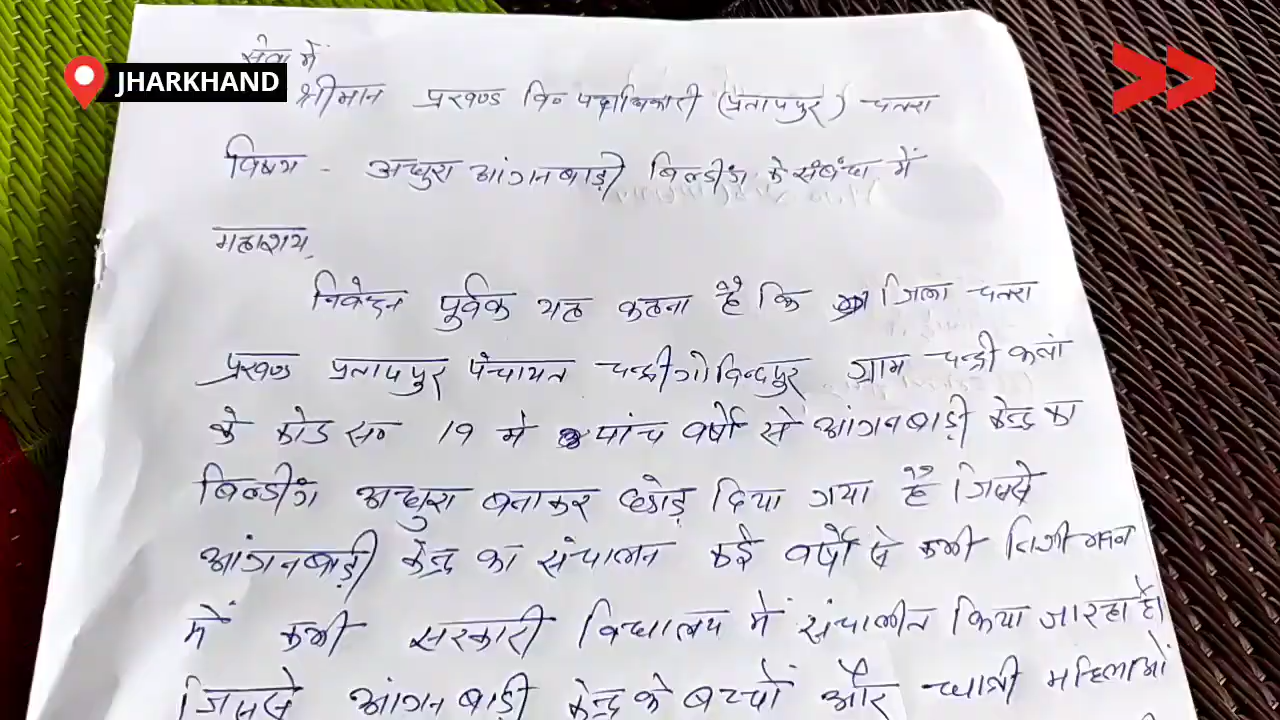 सेवा में
JHARKHAND
श्रीमान प्रखण्ड वि० पदाधिकारी (प्रतापपुर) चतरा
विषय - अधुरा आंगनबाड़ी बिल्डींग के संबंध में
महाशय,
निवेदन पुर्वक यह कहना है कि जिला चतरा
प्रखण्ड प्रतापपुर पंचायत चन्द्रीगोविन्दपुर ग्राम चन्द्री कलां
के कोड सं० 19 मे पांच वर्षो से आंगनबाड़ी केन्द्र का
बिल्डींग अधुरा बनाकर छोड़ दिया गया है जिससे
आंगनबाड़ी केन्द्र का संचालन कई वर्षो से कभी निजी भवन
में कभी सरकारी विद्यालय में संचालीत किया जा रहा है।
जिससे आंगनबाड़ी केन्द्र के बच्चों और धात्री महिलाओं